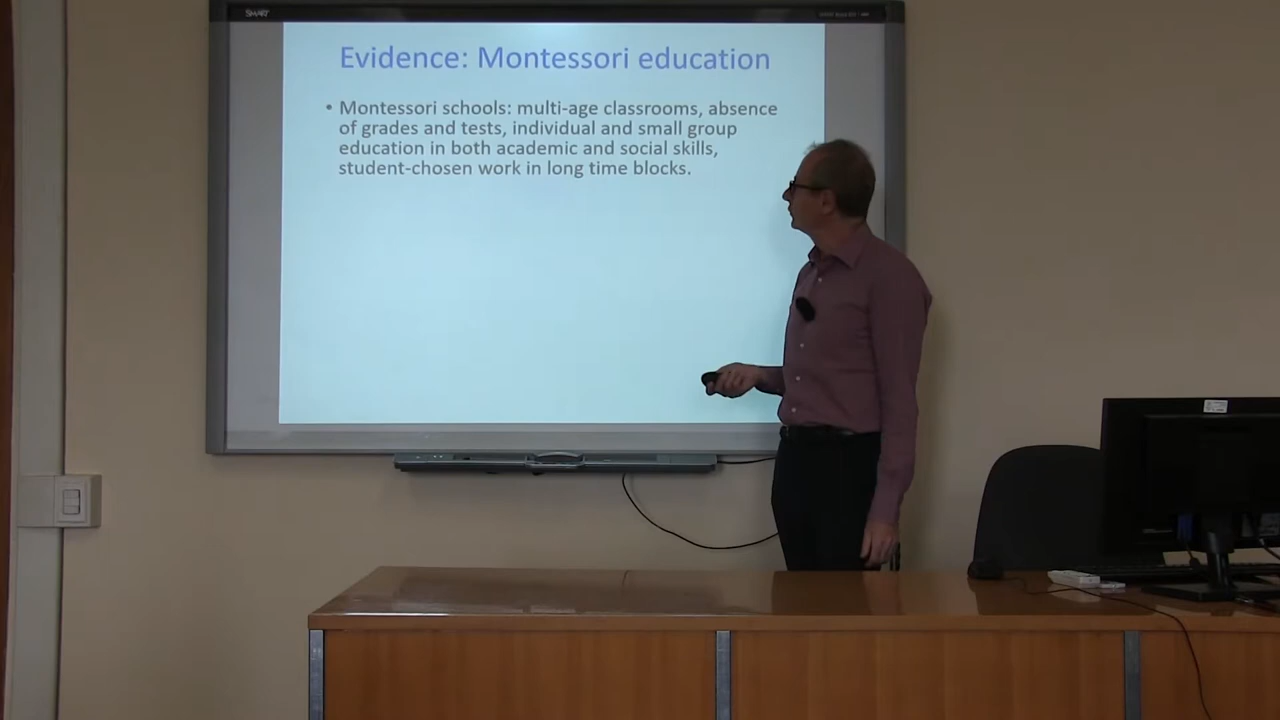 SMART
Evidence: Montessori education
• Montessori schools: multi-age classrooms, absence
of grades and tests, individual and small group
education in both academic and social skills,
student-chosen work in long time blocks.